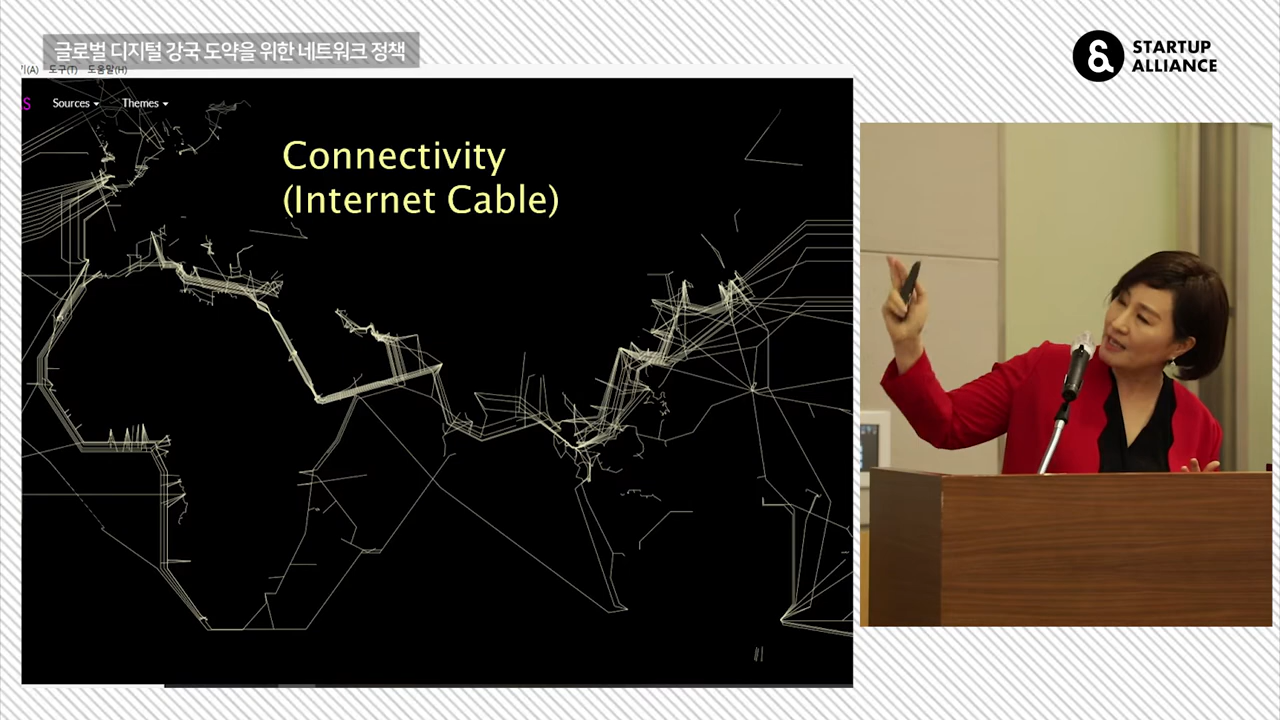 글로벌 디지털 강국 도약을 위한 네트워크 정책
STARTUP
ALLIANCE
기(A) 도구(T) 도움말(H)
S Sources Themes
Connectivity
(Internet Cable)